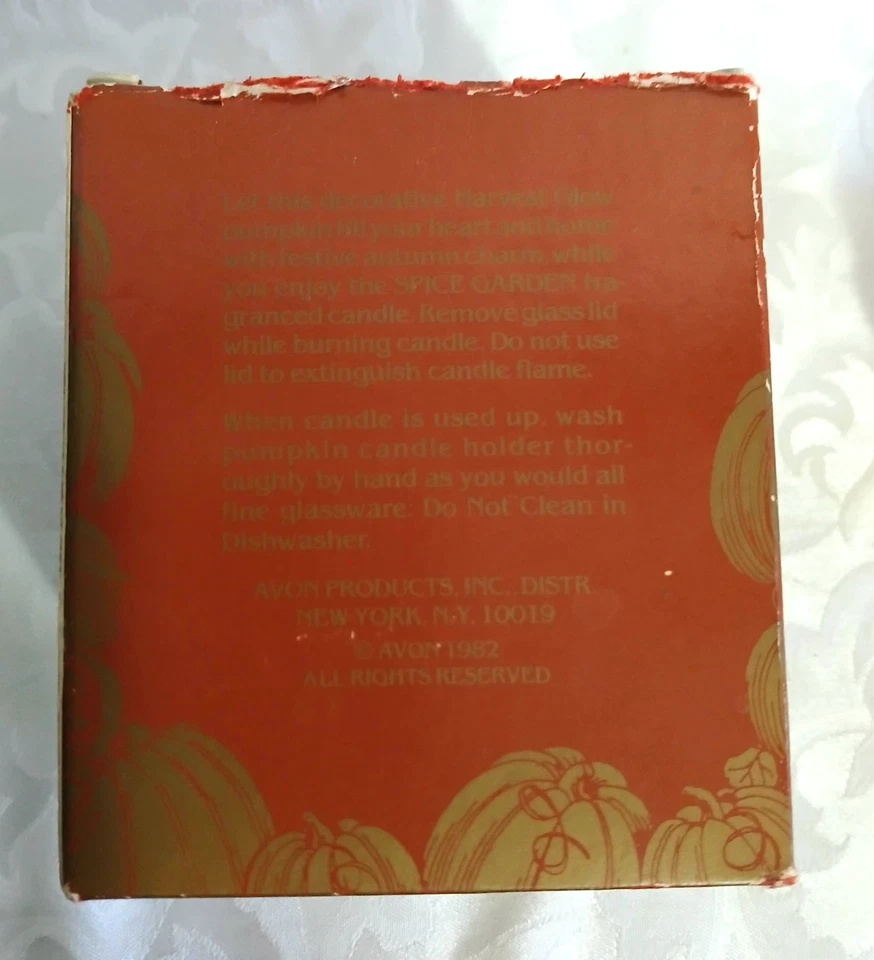 Let this decorative Harvest Glow
pumpkin fill your heart and home
with festive autumn charm, while
you enjoy the SPICE GARDEN fra-
granced candle. Remove glass lid
while burning candle. Do not use
lid to extinguish candle flame.
When candle is used up, wash
pumpkin candle holder thor-
oughly by hand as you would all
fine glassware: Do Not Clean in
Dishwasher.
AVON PRODUCTS, INC., DISTR.
NEW YORK, N.Y. 10019
© AVON 1982
ALL RIGHTS RESERVED